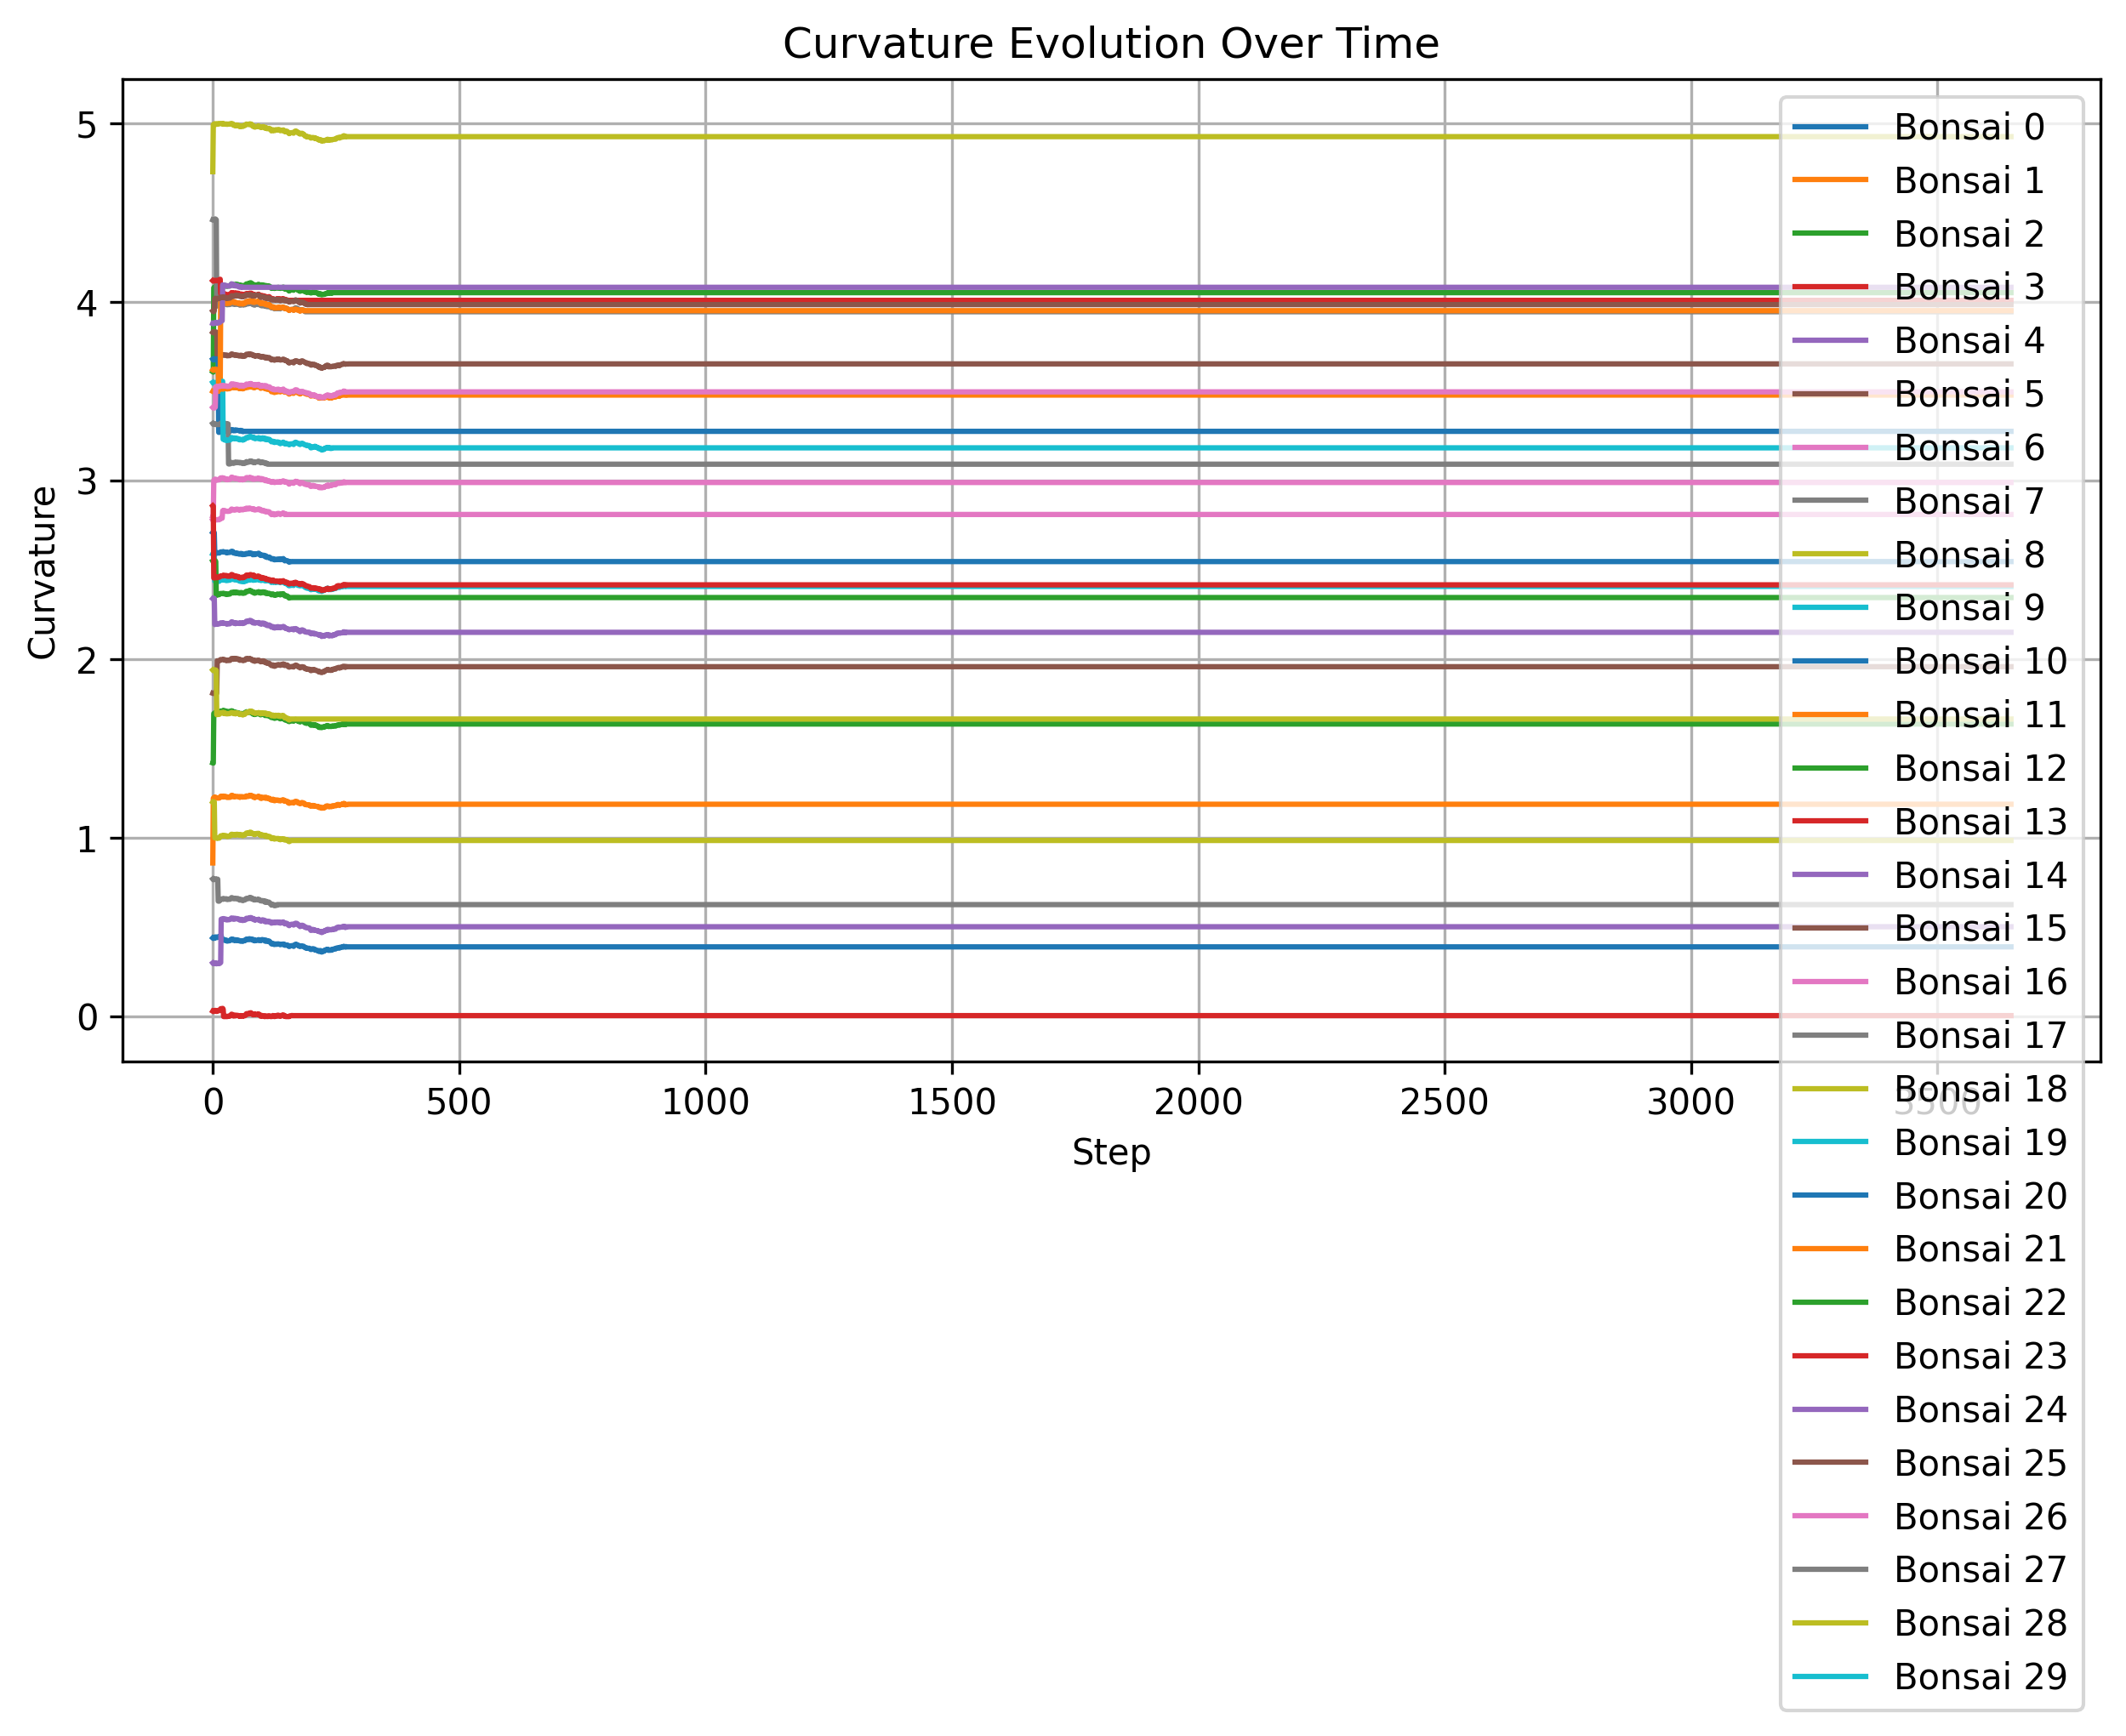 Curvature Evolution Over Time
Curvature
5
4
3
2
1
0
0 500 1000 1500 2000 2500 3000 3500
Step
Bonsai 0
Bonsai 1
Bonsai 2
Bonsai 3
Bonsai 4
Bonsai 5
Bonsai 6
Bonsai 7
Bonsai 8
Bonsai 9
Bonsai 10
Bonsai 11
Bonsai 12
Bonsai 13
Bonsai 14
Bonsai 15
Bonsai 16
Bonsai 17
Bonsai 18
Bonsai 19
Bonsai 20
Bonsai 21
Bonsai 22
Bonsai 23
Bonsai 24
Bonsai 25
Bonsai 26
Bonsai 27
Bonsai 28
Bonsai 29